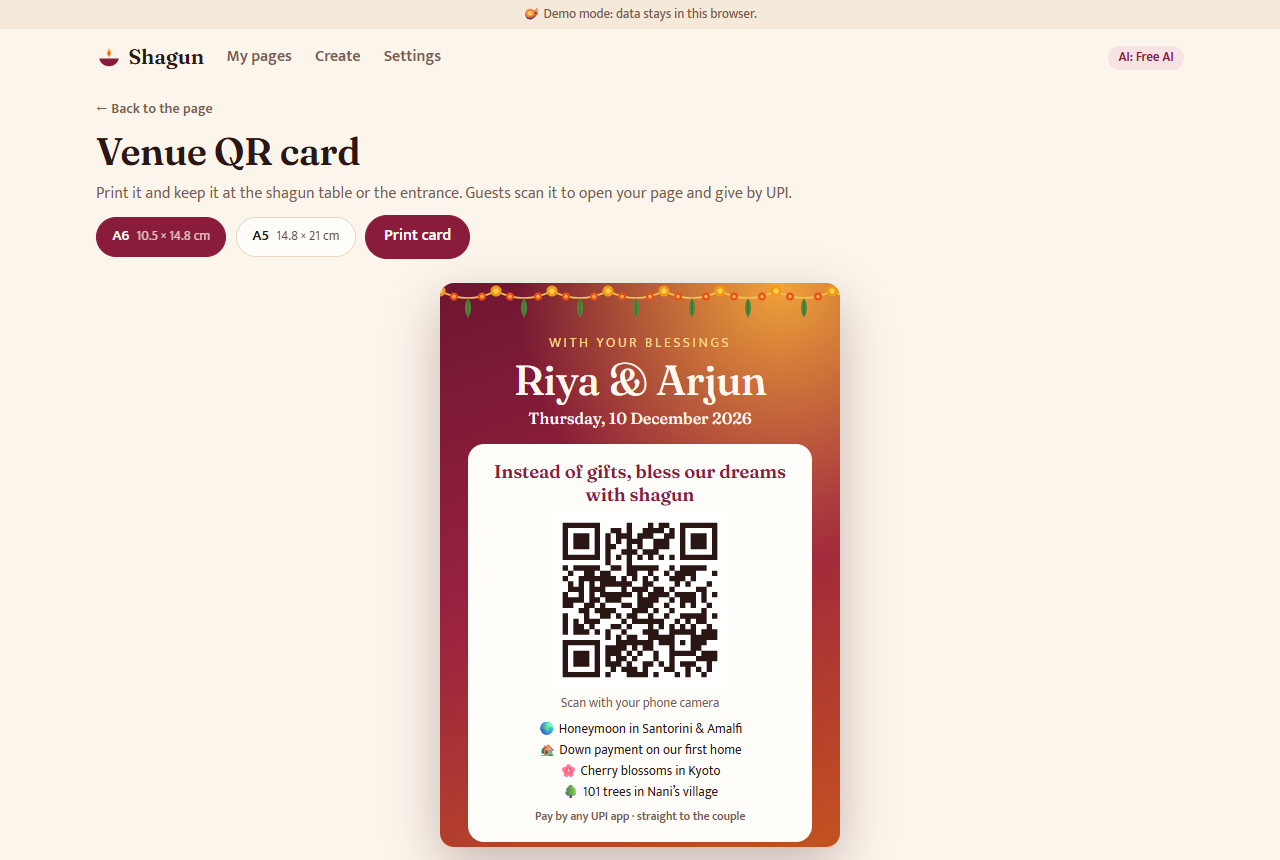 Demo mode: data stays in this browser.
Shagun My pages Create Settings AI: Free AI
← Back to the page
Venue QR card
Print it and keep it at the shagun table or the entrance. Guests scan it to open your page and give by UPI.
A6 10.5 × 14.8 cm A5 14.8 × 21 cm Print card
WITH YOUR BLESSINGS
Riya & Arjun
Thursday, 10 December 2026
Instead of gifts, bless our dreams
with shagun
Scan with your phone camera
Honeymoon in Santorini & Amalfi
Down payment on our first home
Cherry blossoms in Kyoto
101 trees in Nani's village
Pay by any UPI app · straight to the couple